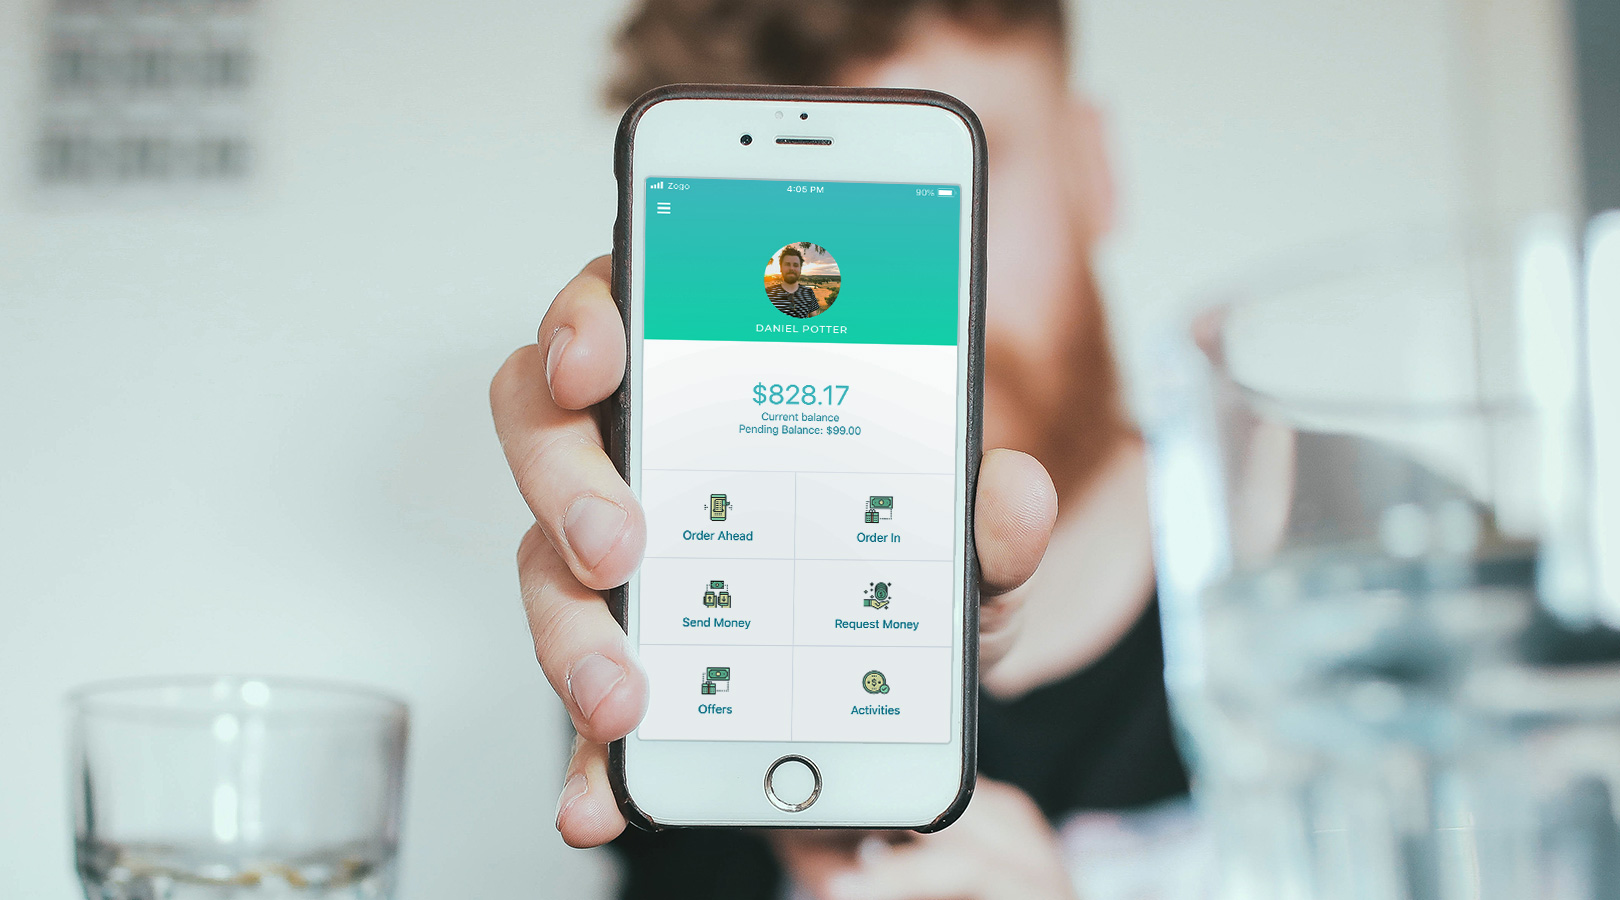 Zogo 4:05 PM 90%
DANIEL POTTER
$828.17
Current balance
Pending Balance: $99.00
Order Ahead
Order In
Send Money
Request Money
Offers
Activities